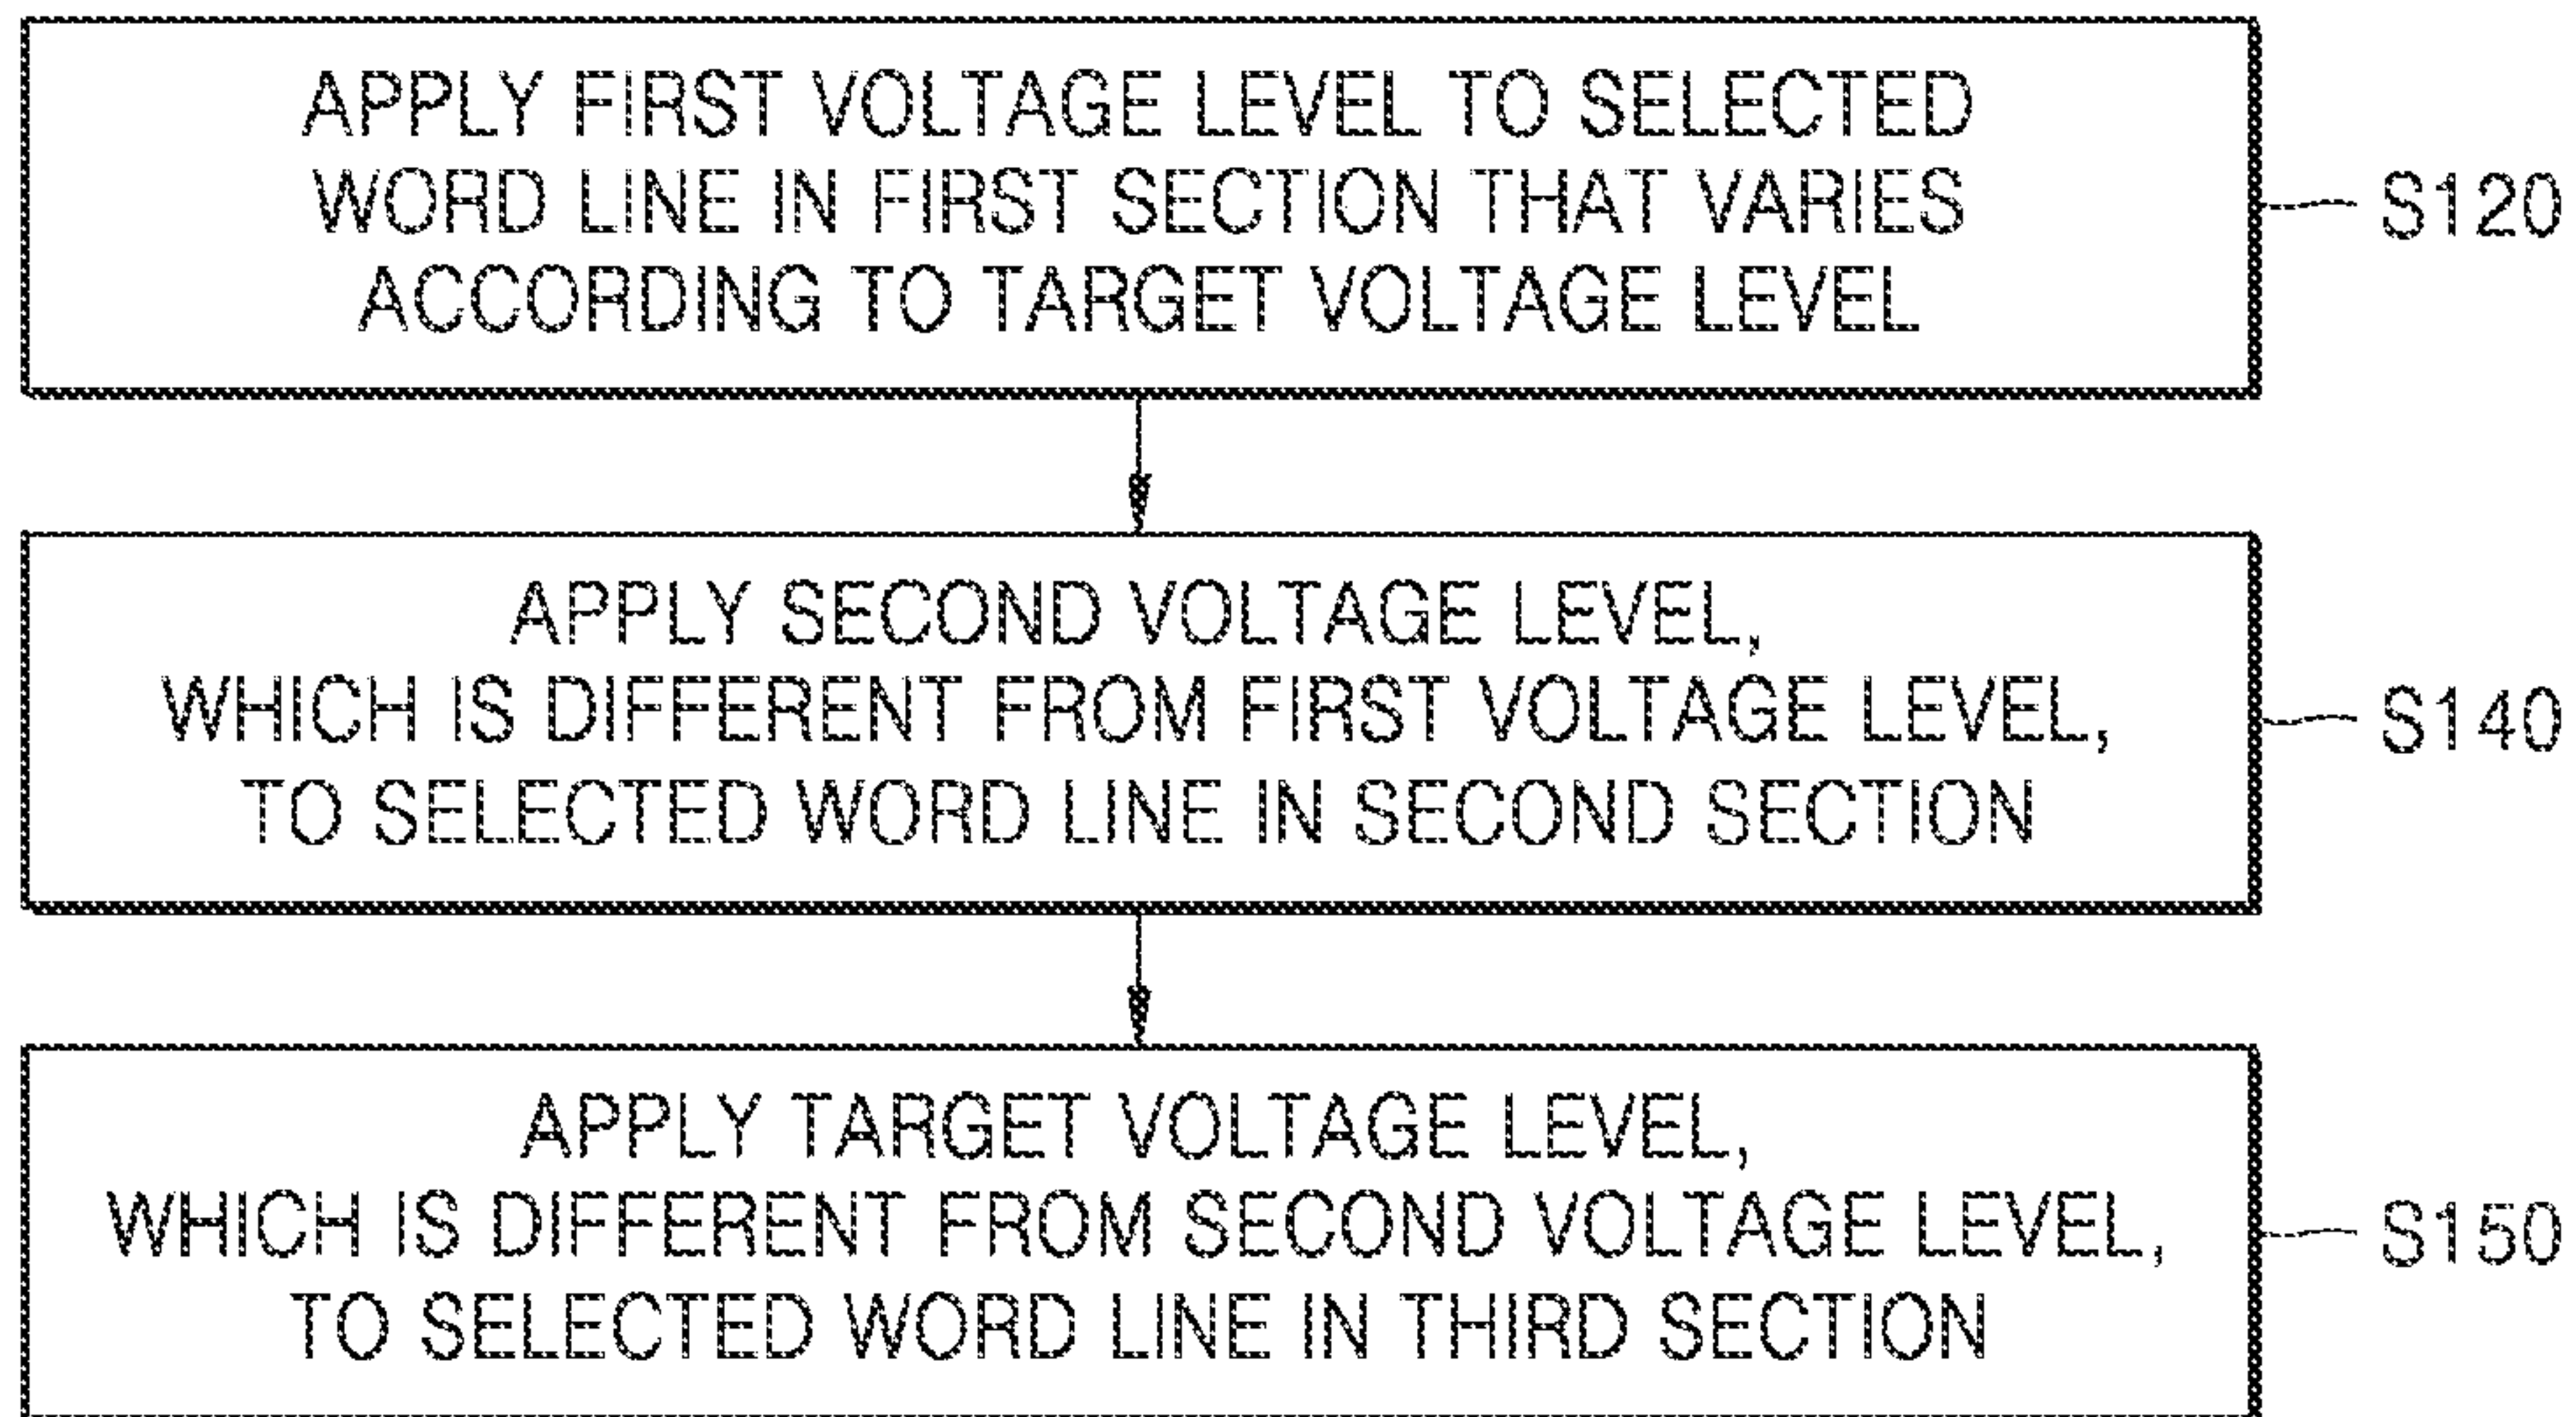 APPLY FIRST VOLTAGE LEVEL TO SELECTED
WORD LINE IN FIRST SECTION THAT VARIES
ACCORDING TO TARGET VOLTAGE LEVEL
S120
APPLY SECOND VOLTAGE LEVEL,
WHICH IS DIFFERENT FROM FIRST VOLTAGE LEVEL,
TO SELECTED WORD LINE IN SECOND SECTION
S140
APPLY TARGET VOLTAGE LEVEL,
WHICH IS DIFFERENT FROM SECOND VOLTAGE LEVEL,
TO SELECTED WORD LINE IN THIRD SECTION
S150